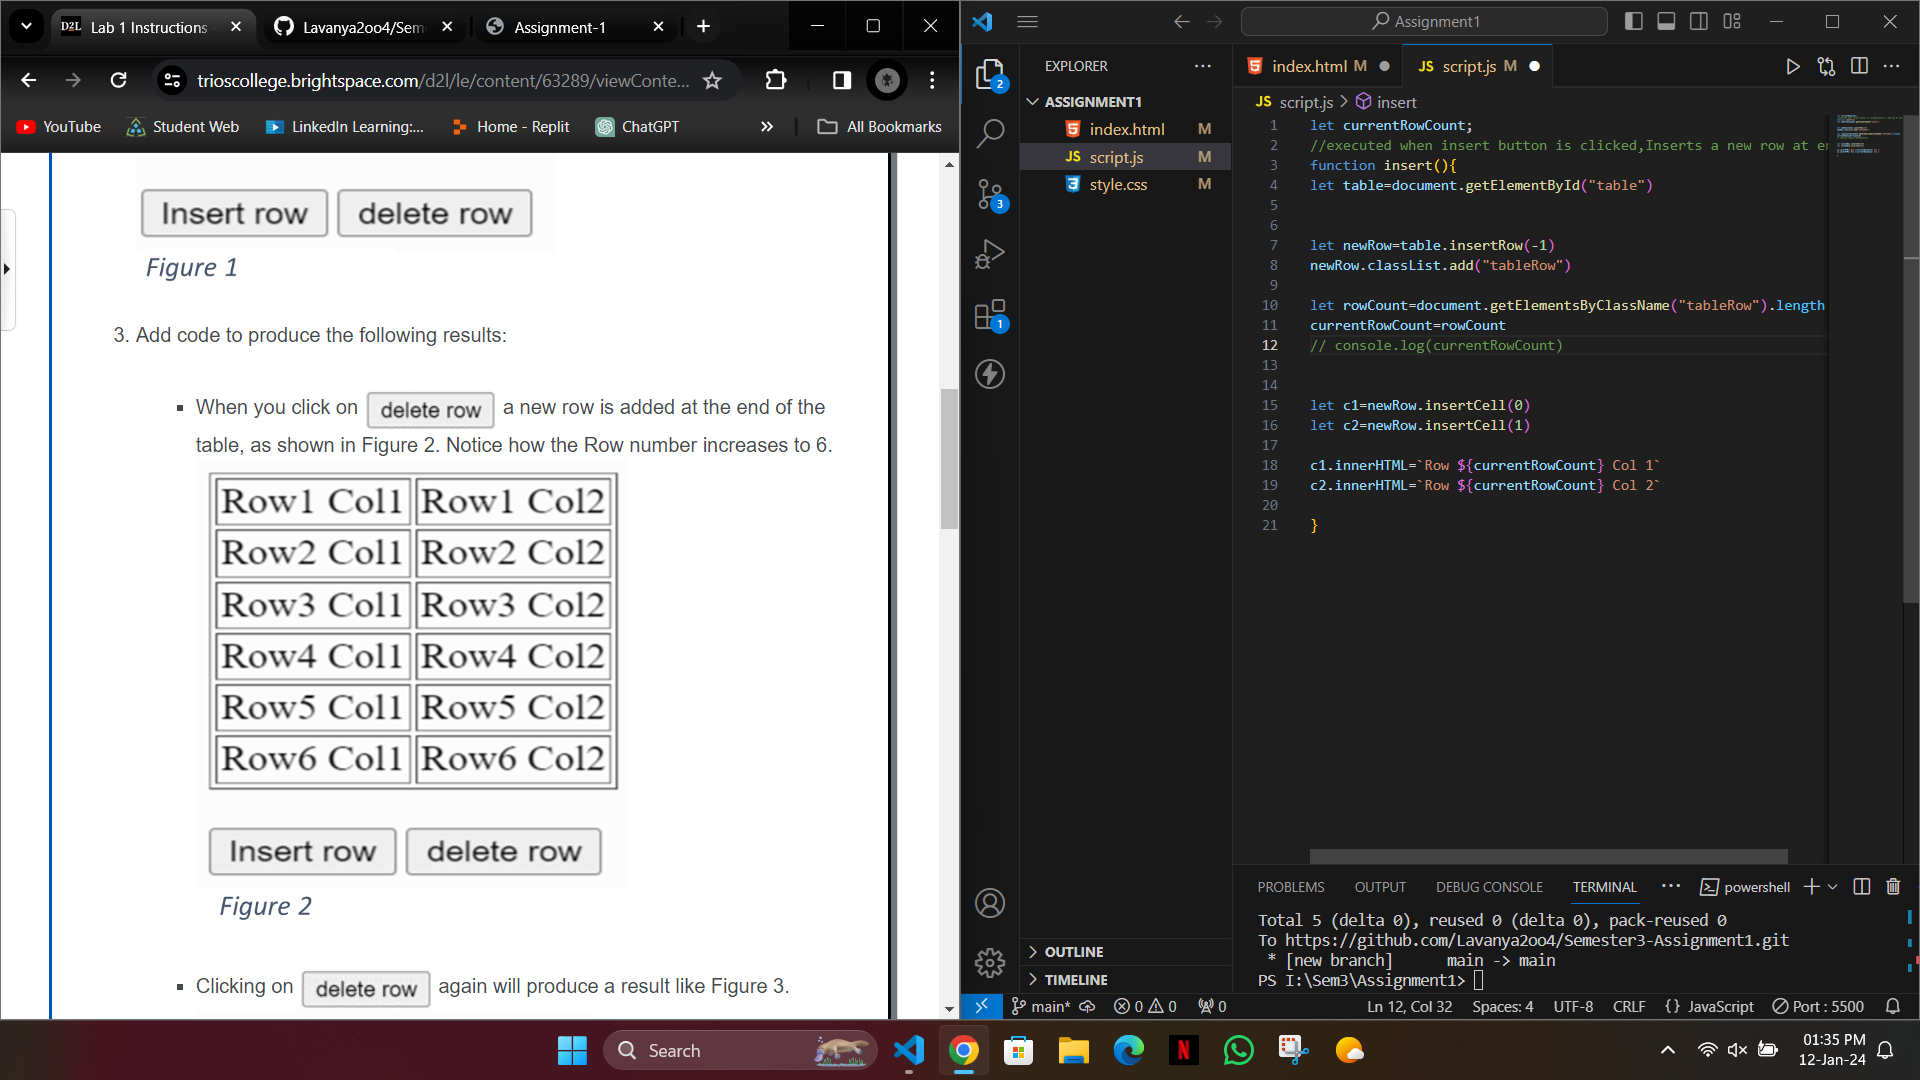 Lab 1 Instructions
Lavanya2oo4/Sem
Assignment-1
trioscollege.brightspace.com/d2l/le/content/63289/viewConte...
YouTube
Student Web
LinkedIn Learning:...
Home - Replit
ChatGPT
All Bookmarks
Insert row
delete row
Figure 1
3. Add code to produce the following results:
When you click on delete row a new row is added at the end of the
table, as shown in Figure 2. Notice how the Row number increases to 6.
Row1 Col1 Row1 Col2
Row2 Col1 Row2 Col2
Row3 Col1 Row3 Col2
Row4 Col1 Row4 Col2
Row5 Col1 Row5 Col2
Row6 Col1 Row6 Col2
Insert row
delete row
Figure 2
Clicking on delete row again will produce a result like Figure 3.
Assignment1
EXPLORER
ASSIGNMENT1
index.html M
script.js M
style.css M
OUTLINE
TIMELINE
2
3
1
index.html M
JS script.js M
JS script.js > insert
1 let currentRowCount;
2 //executed when insert button is clicked,Inserts a new row at en
3 function insert(){
4 let table=document.getElementById("table")
5
6
7 let newRow=table.insertRow(-1)
8 newRow.classList.add("tableRow")
9
10 let rowCount=document.getElementsByClassName("tableRow").length
11 currentRowCount=rowCount
12 // console.log(currentRowCount)
13
14
15 let c1=newRow.insertCell(0)
16 let c2=newRow.insertCell(1)
17
18 c1.innerHTML=`Row ${currentRowCount} Col 1`
19 c2.innerHTML=`Row ${currentRowCount} Col 2`
20
21 }
PROBLEMS OUTPUT DEBUG CONSOLE TERMINAL ... powershell
Total 5 (delta 0), reused 0 (delta 0), pack-reused 0
To https://github.com/Lavanya2oo4/Semester3-Assignment1.git
* [new branch] main -> main
PS I:\Sem3\Assignment1>
main* 0 0 0 Ln 12, Col 32 Spaces: 4 UTF-8 CRLF {} JavaScript Port : 5500
Search
01:35 PM
12-Jan-24